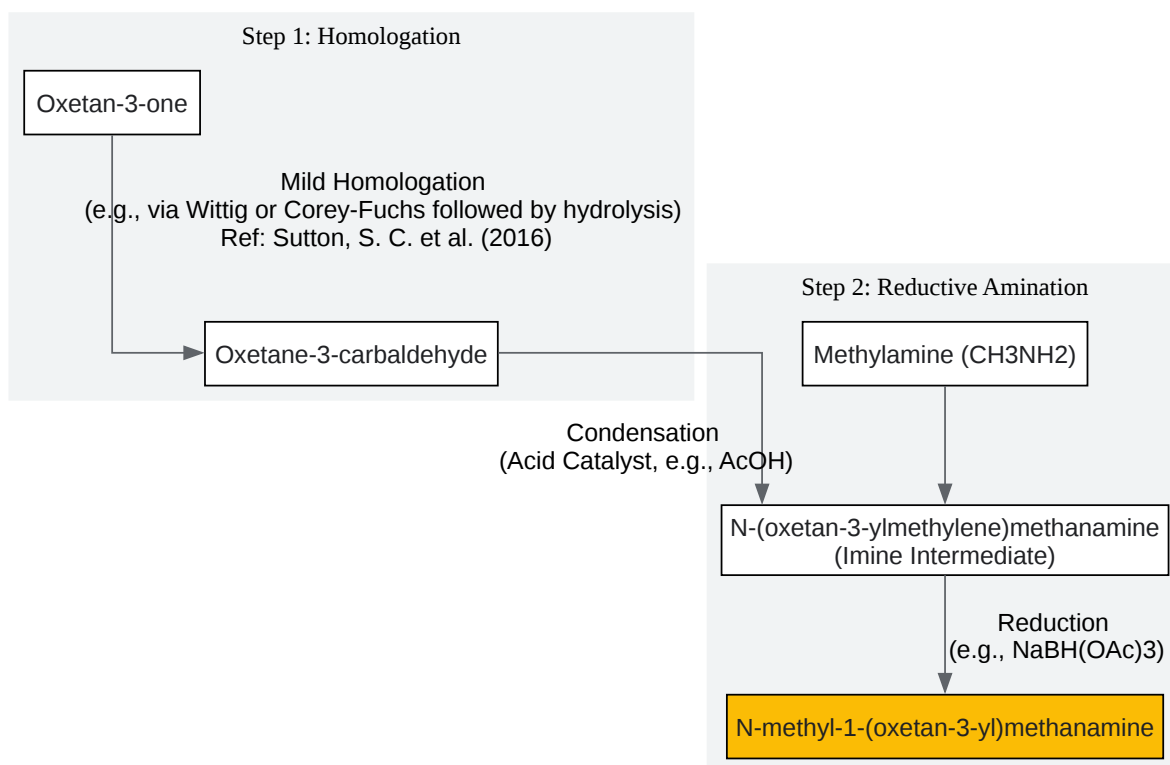 Step 1: Homologation
Oxetan-3-one
Mild Homologation
(e.g., via Wittig or Corey-Fuchs followed by hydrolysis)
Ref: Sutton, S. C. et al. (2016)
Oxetane-3-carbaldehyde
Step 2: Reductive Amination
Methylamine (CH3NH2)
Condensation
(Acid Catalyst, e.g., AcOH)
N-(oxetan-3-ylmethylene)methanamine
(Imine Intermediate)
Reduction
(e.g., NaBH(OAc)3)
N-methyl-1-(oxetan-3-yl)methanamine